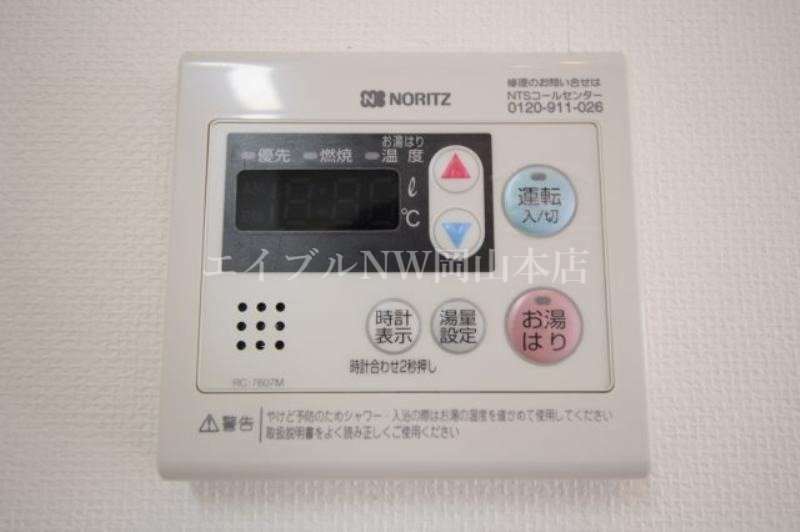 NORITZ
修理のお問い合せは
NTSコールセンター
0120-911-026
お湯はり
優先 燃焼 温度
AM
PM
ℓ
℃
運転
入/切
エイブルNW岡山本店
時計
表示
湯量
設定
お湯
はり
時計合わせ2秒押し
RC-7607M
警告
やけど予防のためシャワー・入浴の際はお湯の温度を確かめて使用してください
取扱説明書をよく読み正しくご使用ください